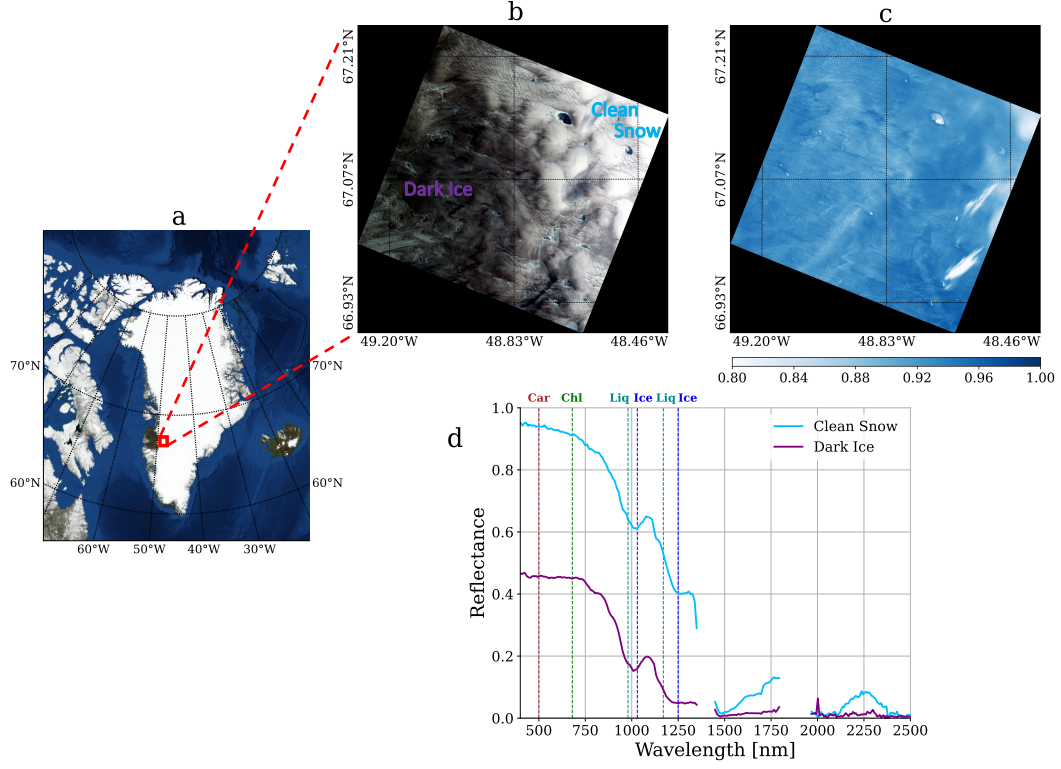 b
c
67.21°N
67.07°N
66.93°N
Clean
Snow
Dark Ice
49.20°W
48.83°W
48.46°W
67.21°N
67.07°N
66.93°N
49.20°W
48.83°W
48.46°W
0.80
0.84
0.88
0.92
0.96
1.00
a
70°N
70°N
60°N
60°N
60°W
50°W
40°W
30°W
d
Car
Chl
Liq
Ice
Liq
Ice
Clean Snow
Dark Ice
1.0
0.8
0.6
0.4
0.2
0.0
Reflectance
500
750
1000
1250
1500
1750
2000
2250
2500
Wavelength [nm]